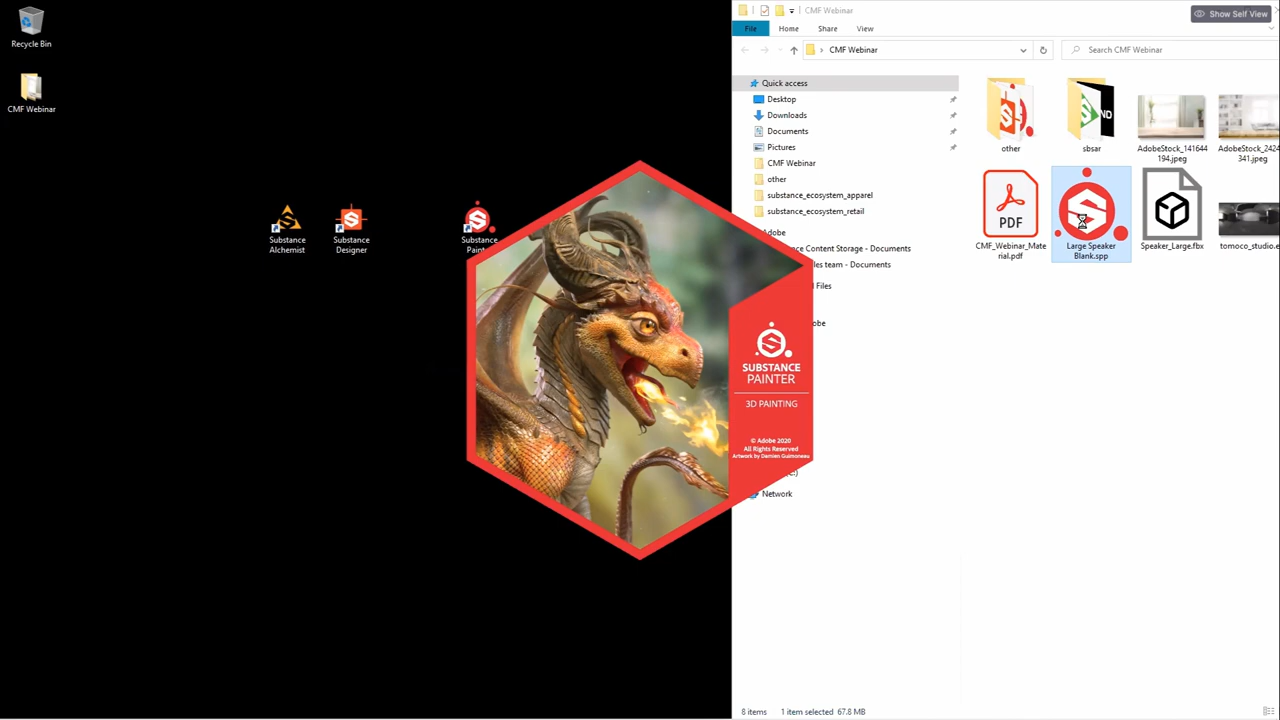 Recycle Bin
CMF Webinar
Substance
Alchemist
Substance
Designer
Substance
CMF Webinar
Show Self View
File
Home
Share
View
CMF Webinar
Search CMF Webinar
Quick access
Desktop
Downloads
Documents
Pictures
CMF Webinar
other
substance_ecosystem_apparel
substance_ecosystem_retail
Adobe
Content Storage - Documents
team - Documents
Files
Network
other
sbsar
AdobeStock_141644
194.jpeg
AdobeStock_2424
341.jpeg
PDF
CMF_Webinar_Mate
rial.pdf
Large Speaker
Blank.spp
Speaker_Large.fbx
tomoco_studio.e
SUBSTANCE
PAINTER
3D PAINTING
© Adobe 2020
All Rights Reserved
Artwork by Damien Guimoneau
8 items
1 item selected 67.8 MB